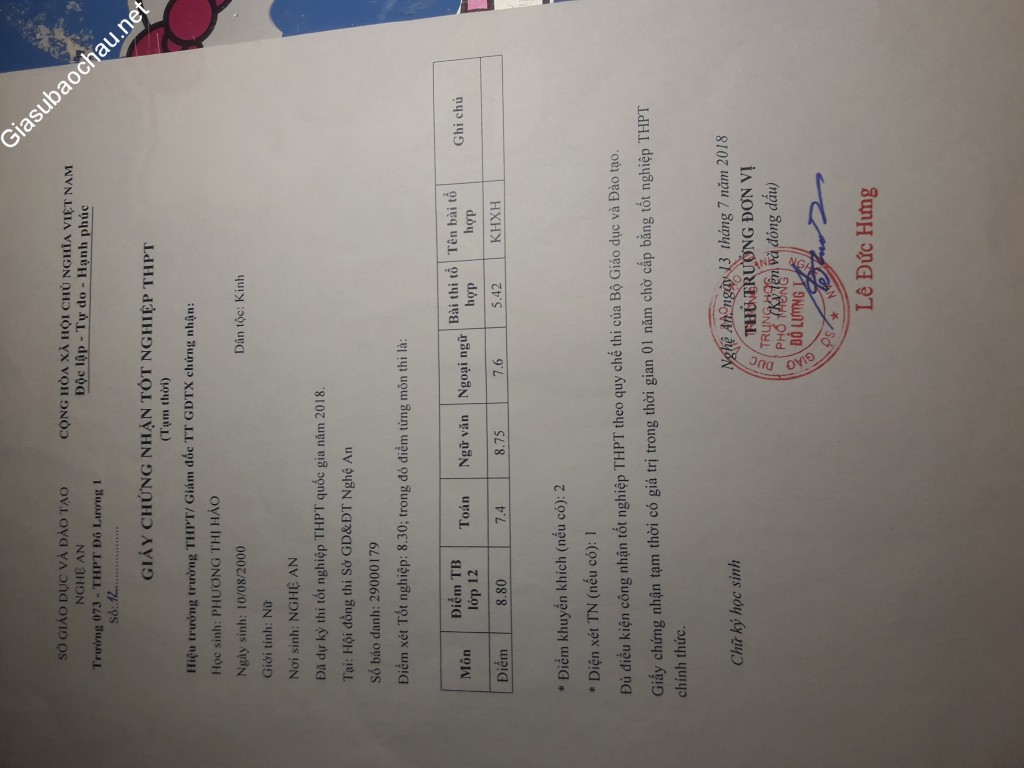 Giasubaochau.net
SỞ GIÁO DỤC VÀ ĐÀO TẠO
NGHỆ AN
Trường 073 - THPT Đô Lương 1
Số:
CỘNG HÒA XÃ HỘI CHỦ NGHĨA VIỆT NAM
Độc lập - Tự do - Hạnh phúc
GIẤY CHỨNG NHẬN TỐT NGHIỆP THPT
(Tạm thời)
Hiệu trưởng trường THPT/ Giám đốc TT GDTX chứng nhận:
Học sinh: PHƯƠNG THỊ HẢO
Ngày sinh: 10/08/2000
Giới tính: Nữ Dân tộc: Kinh
Nơi sinh: NGHỆ AN
Đã dự kỳ thi tốt nghiệp THPT quốc gia năm 2018.
Tại: Hội đồng thi Sở GD&ĐT Nghệ An
Số báo danh: 29000179
Điểm xét Tốt nghiệp: 8.30; trong đó điểm từng môn thi là:
Môn Điểm TB lớp 12 Toán Ngữ văn Ngoại ngữ Bài thi tổ hợp Tên bài tổ hợp Ghi chú
Điểm 8.80 7.4 8.75 7.6 5.42 KHXH
* Điểm khuyến khích (nếu có): 2
* Diện xét TN (nếu có): 1
Đủ điều kiện công nhận tốt nghiệp THPT theo quy chế thi của Bộ Giáo dục và Đào tạo.
Giấy chứng nhận tạm thời có giá trị trong thời gian 01 năm chờ cấp bằng tốt nghiệp THPT
chính thức.
Nghệ An, ngày 13 tháng 7 năm 2018
Chữ ký học sinh
THỦ TRƯỞNG ĐƠN VỊ
(Ký tên và đóng dấu)
TRƯỜNG
TRUNG HỌC
PHỔ THÔNG
ĐÔ LƯƠNG 1
Lê Đức Hưng